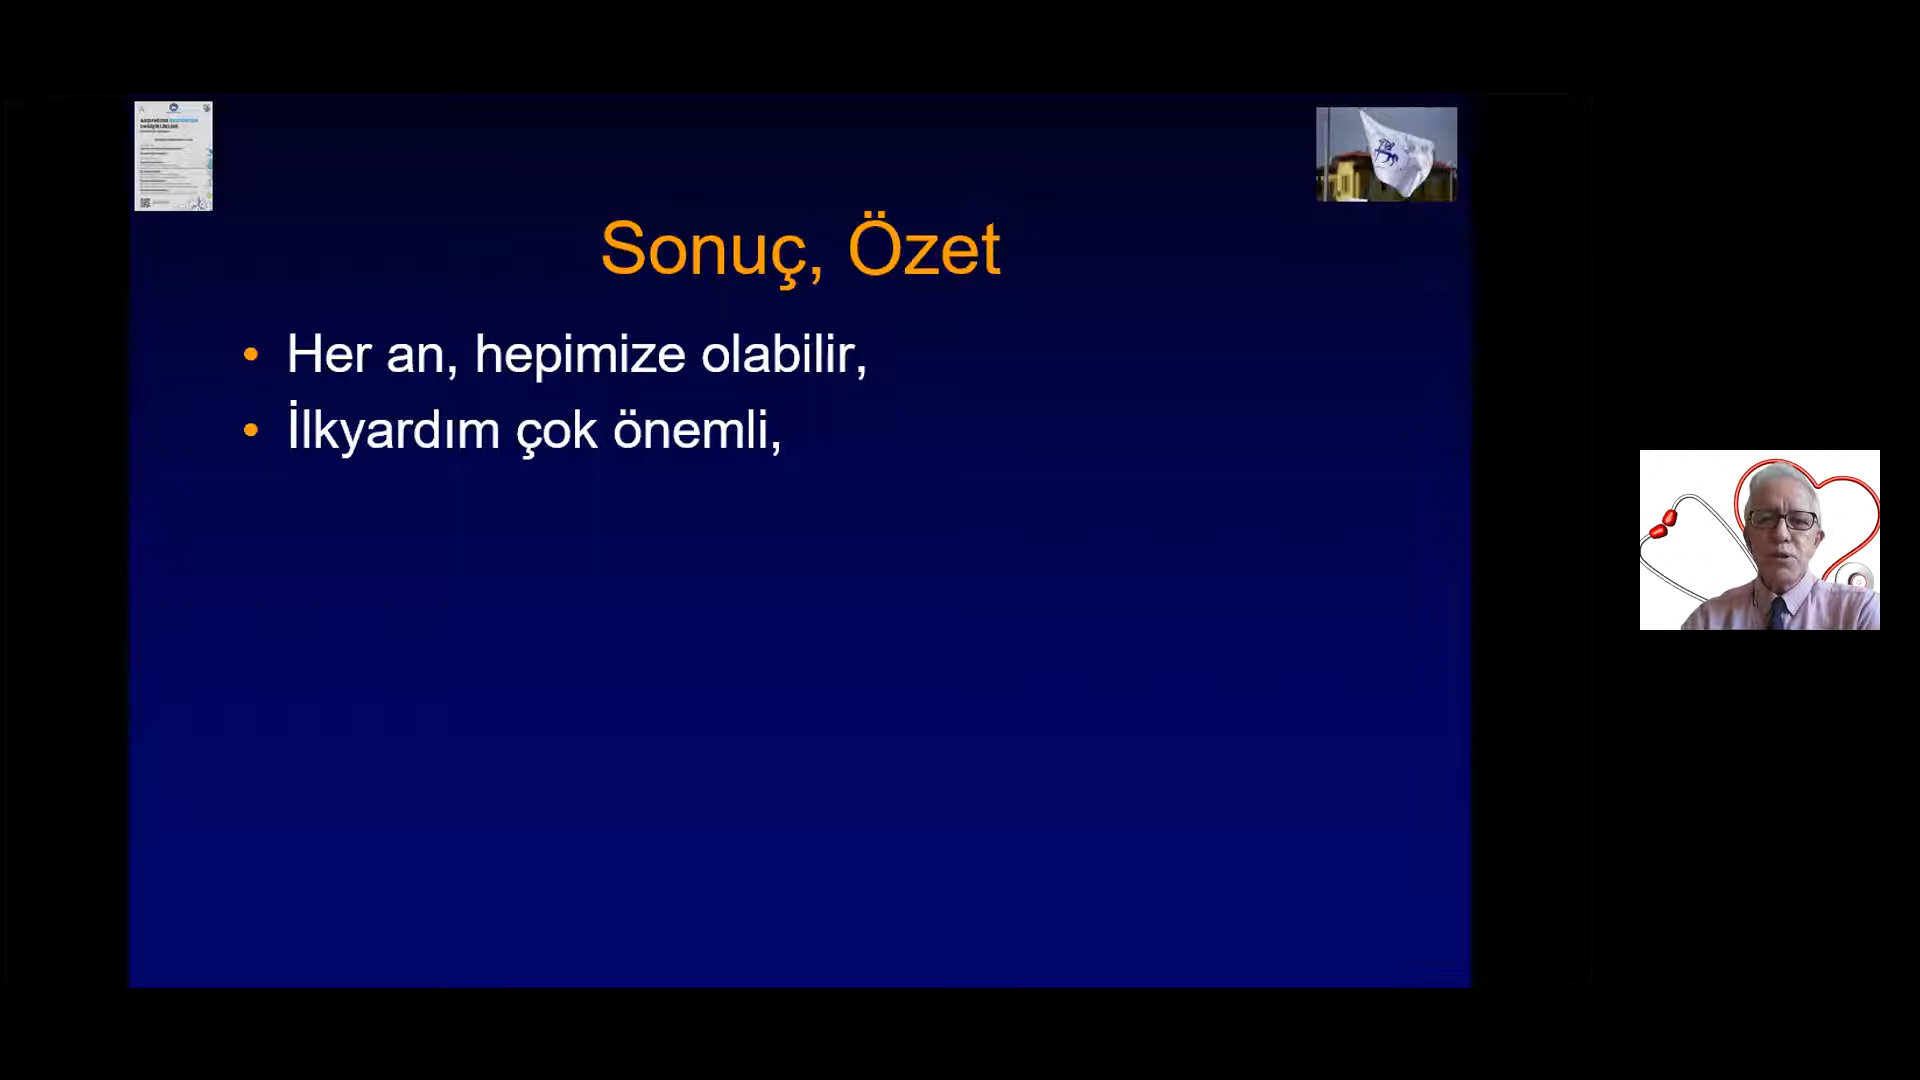 Sonuç, Özet
• Her an, hepimize olabilir,
• İlkyardım çok önemli,